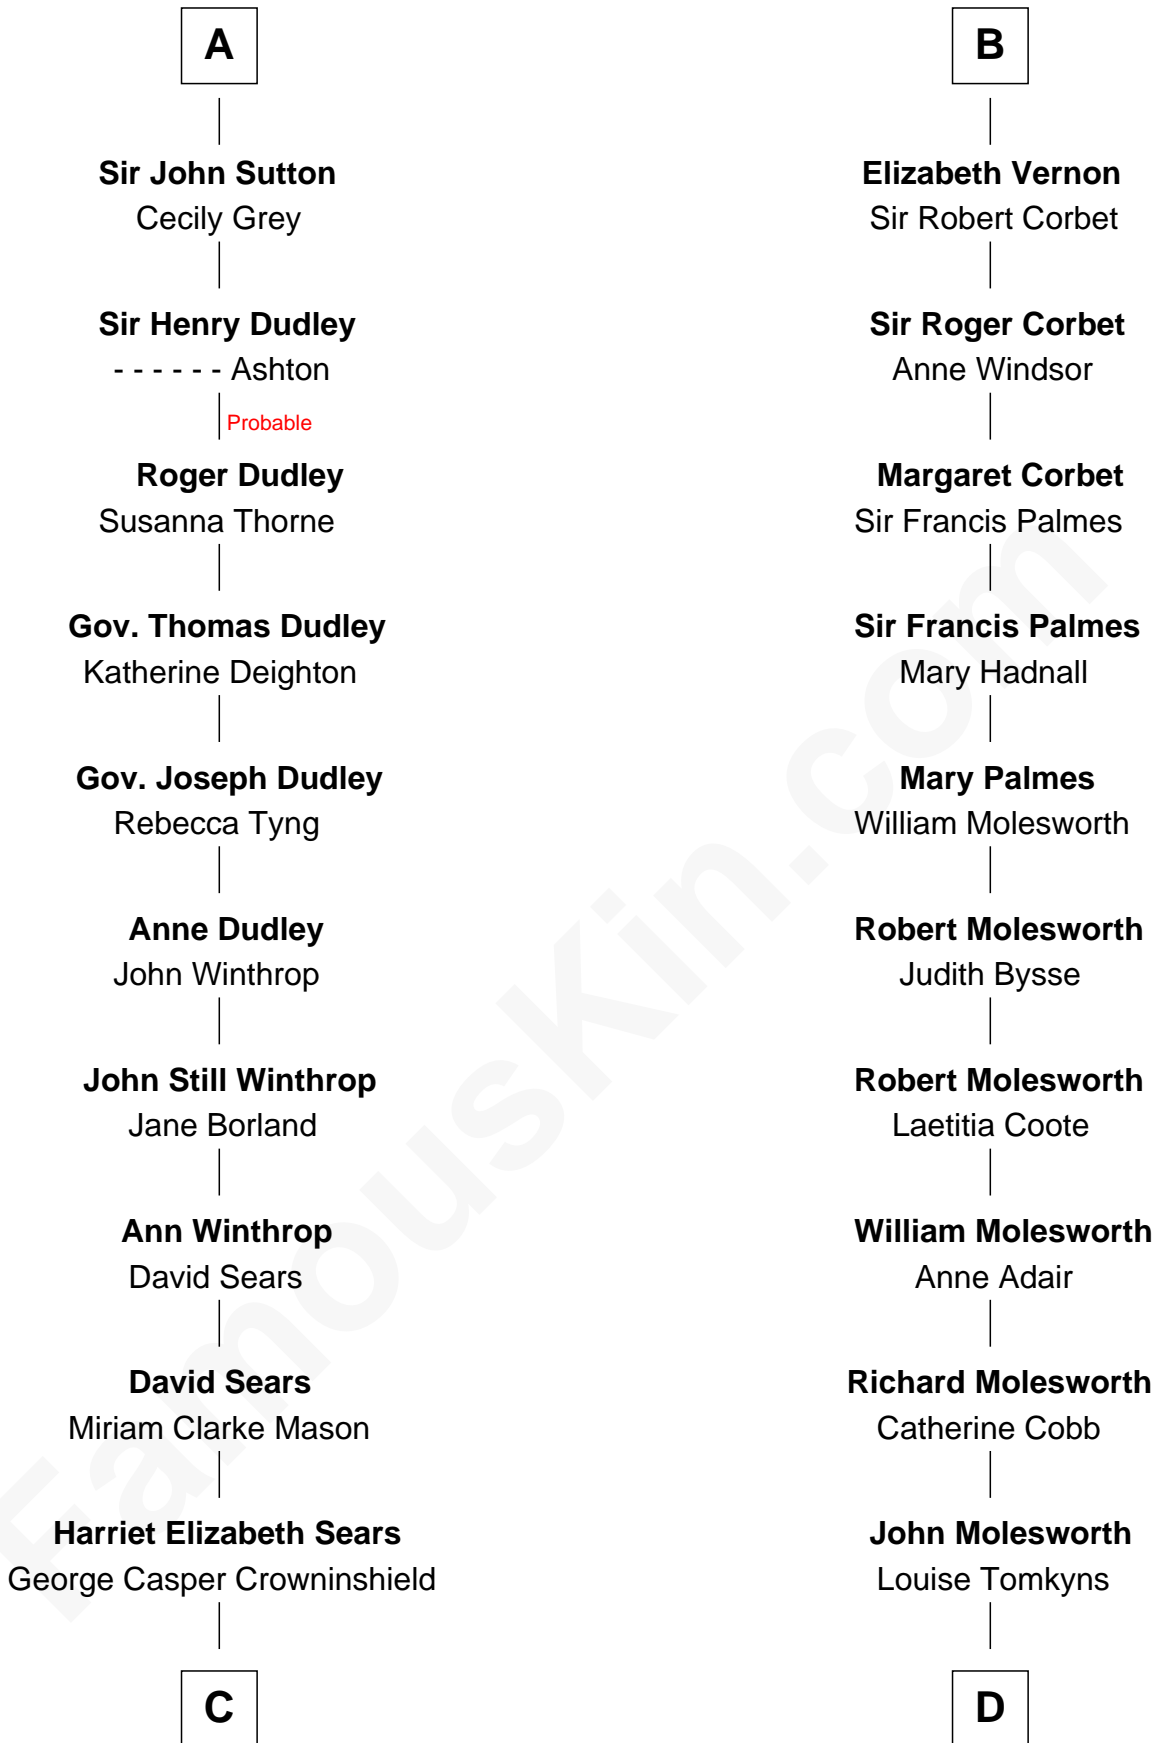 A
Sir John Sutton
Cecily Grey
Sir Henry Dudley
- - - - - - Ashton
Probable
Roger Dudley
Susanna Thorne
Gov. Thomas Dudley
Katherine Deighton
Gov. Joseph Dudley
Rebecca Tyng
Anne Dudley
John Winthrop
John Still Winthrop
Jane Borland
Ann Winthrop
David Sears
David Sears
Miriam Clarke Mason
Harriet Elizabeth Sears
George Casper Crowninshield
C
B
Elizabeth Vernon
Sir Robert Corbet
Sir Roger Corbet
Anne Windsor
Margaret Corbet
Sir Francis Palmes
Sir Francis Palmes
Mary Hadnall
Mary Palmes
William Molesworth
Robert Molesworth
Judith Bysse
Robert Molesworth
Laetitia Coote
William Molesworth
Anne Adair
Richard Molesworth
Catherine Cobb
John Molesworth
Louise Tomkyns
D
FamousKin.com